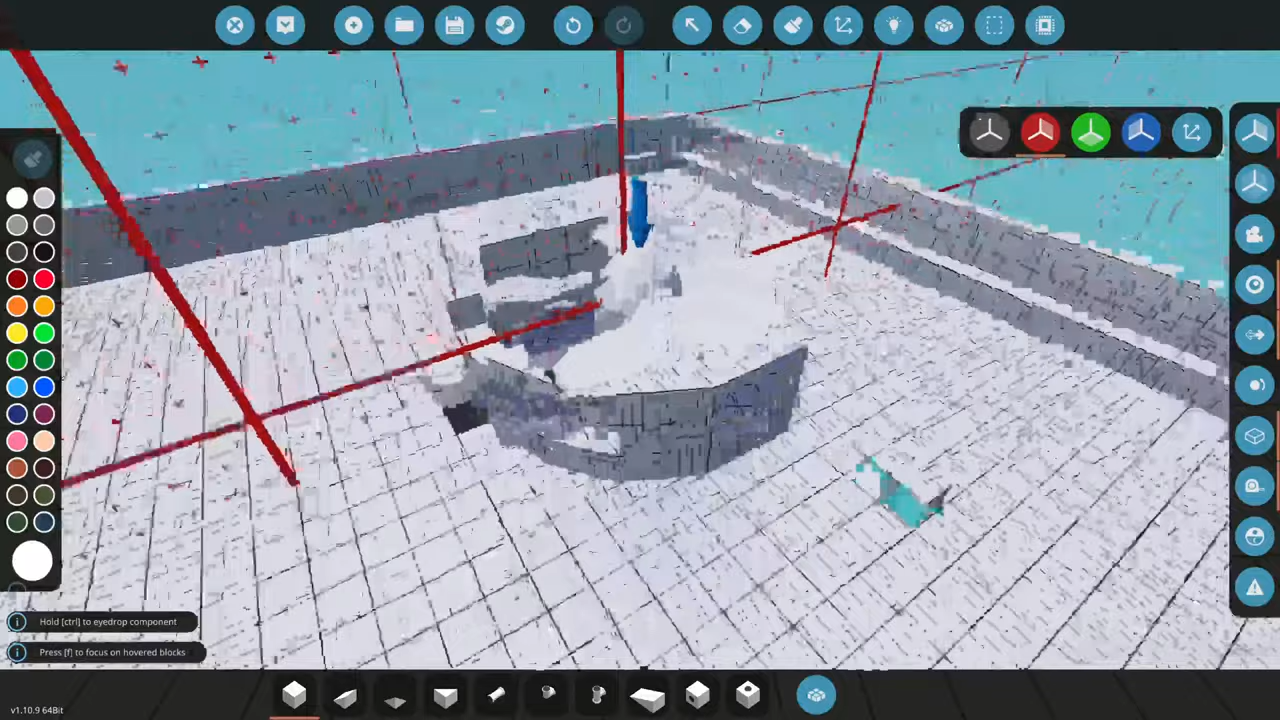 Hold [ctrl] to eyedrop component
Press [f] to focus on hovered blocks
v1.10.9 64Bit